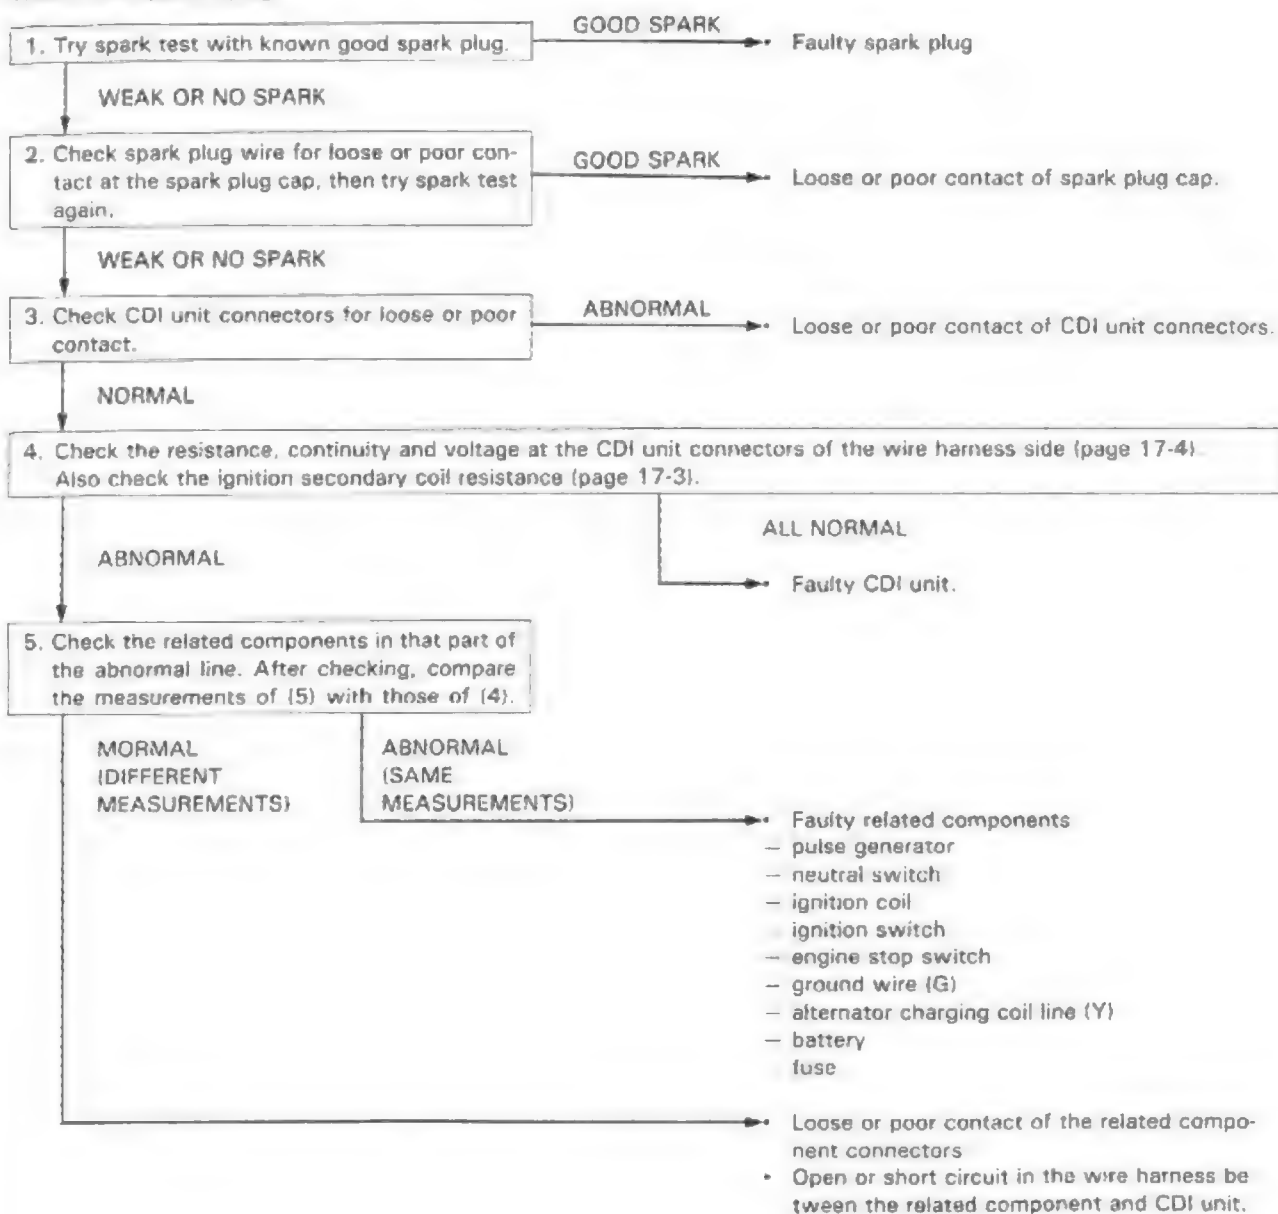 1. Try spark test with known good spark plug.
GOOD SPARK
• Faulty spark plug
WEAK OR NO SPARK
2. Check spark plug wire for loose or poor con-
tact at the spark plug cap, then try spark test
again.
GOOD SPARK
• Loose or poor contact of spark plug cap.
WEAK OR NO SPARK
3. Check CDI unit connectors for loose or poor
contact.
ABNORMAL
• Loose or poor contact of CDI unit connectors.
NORMAL
4. Check the resistance, continuity and voltage at the CDI unit connectors of the wire harness side (page 17-4).
Also check the ignition secondary coil resistance (page 17-3).
ALL NORMAL
• Faulty CDI unit.
ABNORMAL
5. Check the related components in that part of
the abnormal line. After checking, compare
the measurements of (5) with those of (4).
MORMAL
(DIFFERENT
MEASUREMENTS)
ABNORMAL
(SAME
MEASUREMENTS)
• Faulty related components
— pulse generator
— neutral switch
— ignition coil
ignition switch
— engine stop switch
— ground wire (G)
— alternator charging coil line (Y)
— battery
fuse
• Loose or poor contact of the related compo-
nent connectors
• Open or short circuit in the wire harness be
tween the related component and CDI unit.